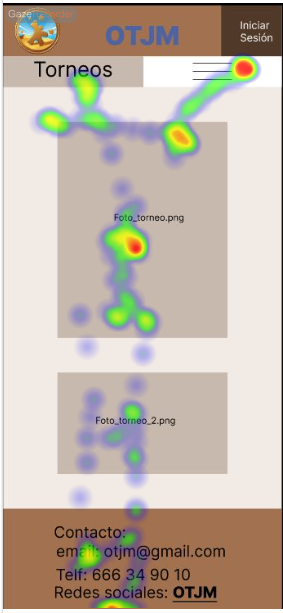 OTJM
Iniciar
Sesión
Torneos
Foto_torneo.png
Foto_torneo_2.png
Contacto:
email: otjm@gmail.com
Telf: 666 34 90 10
Redes sociales: OTJM